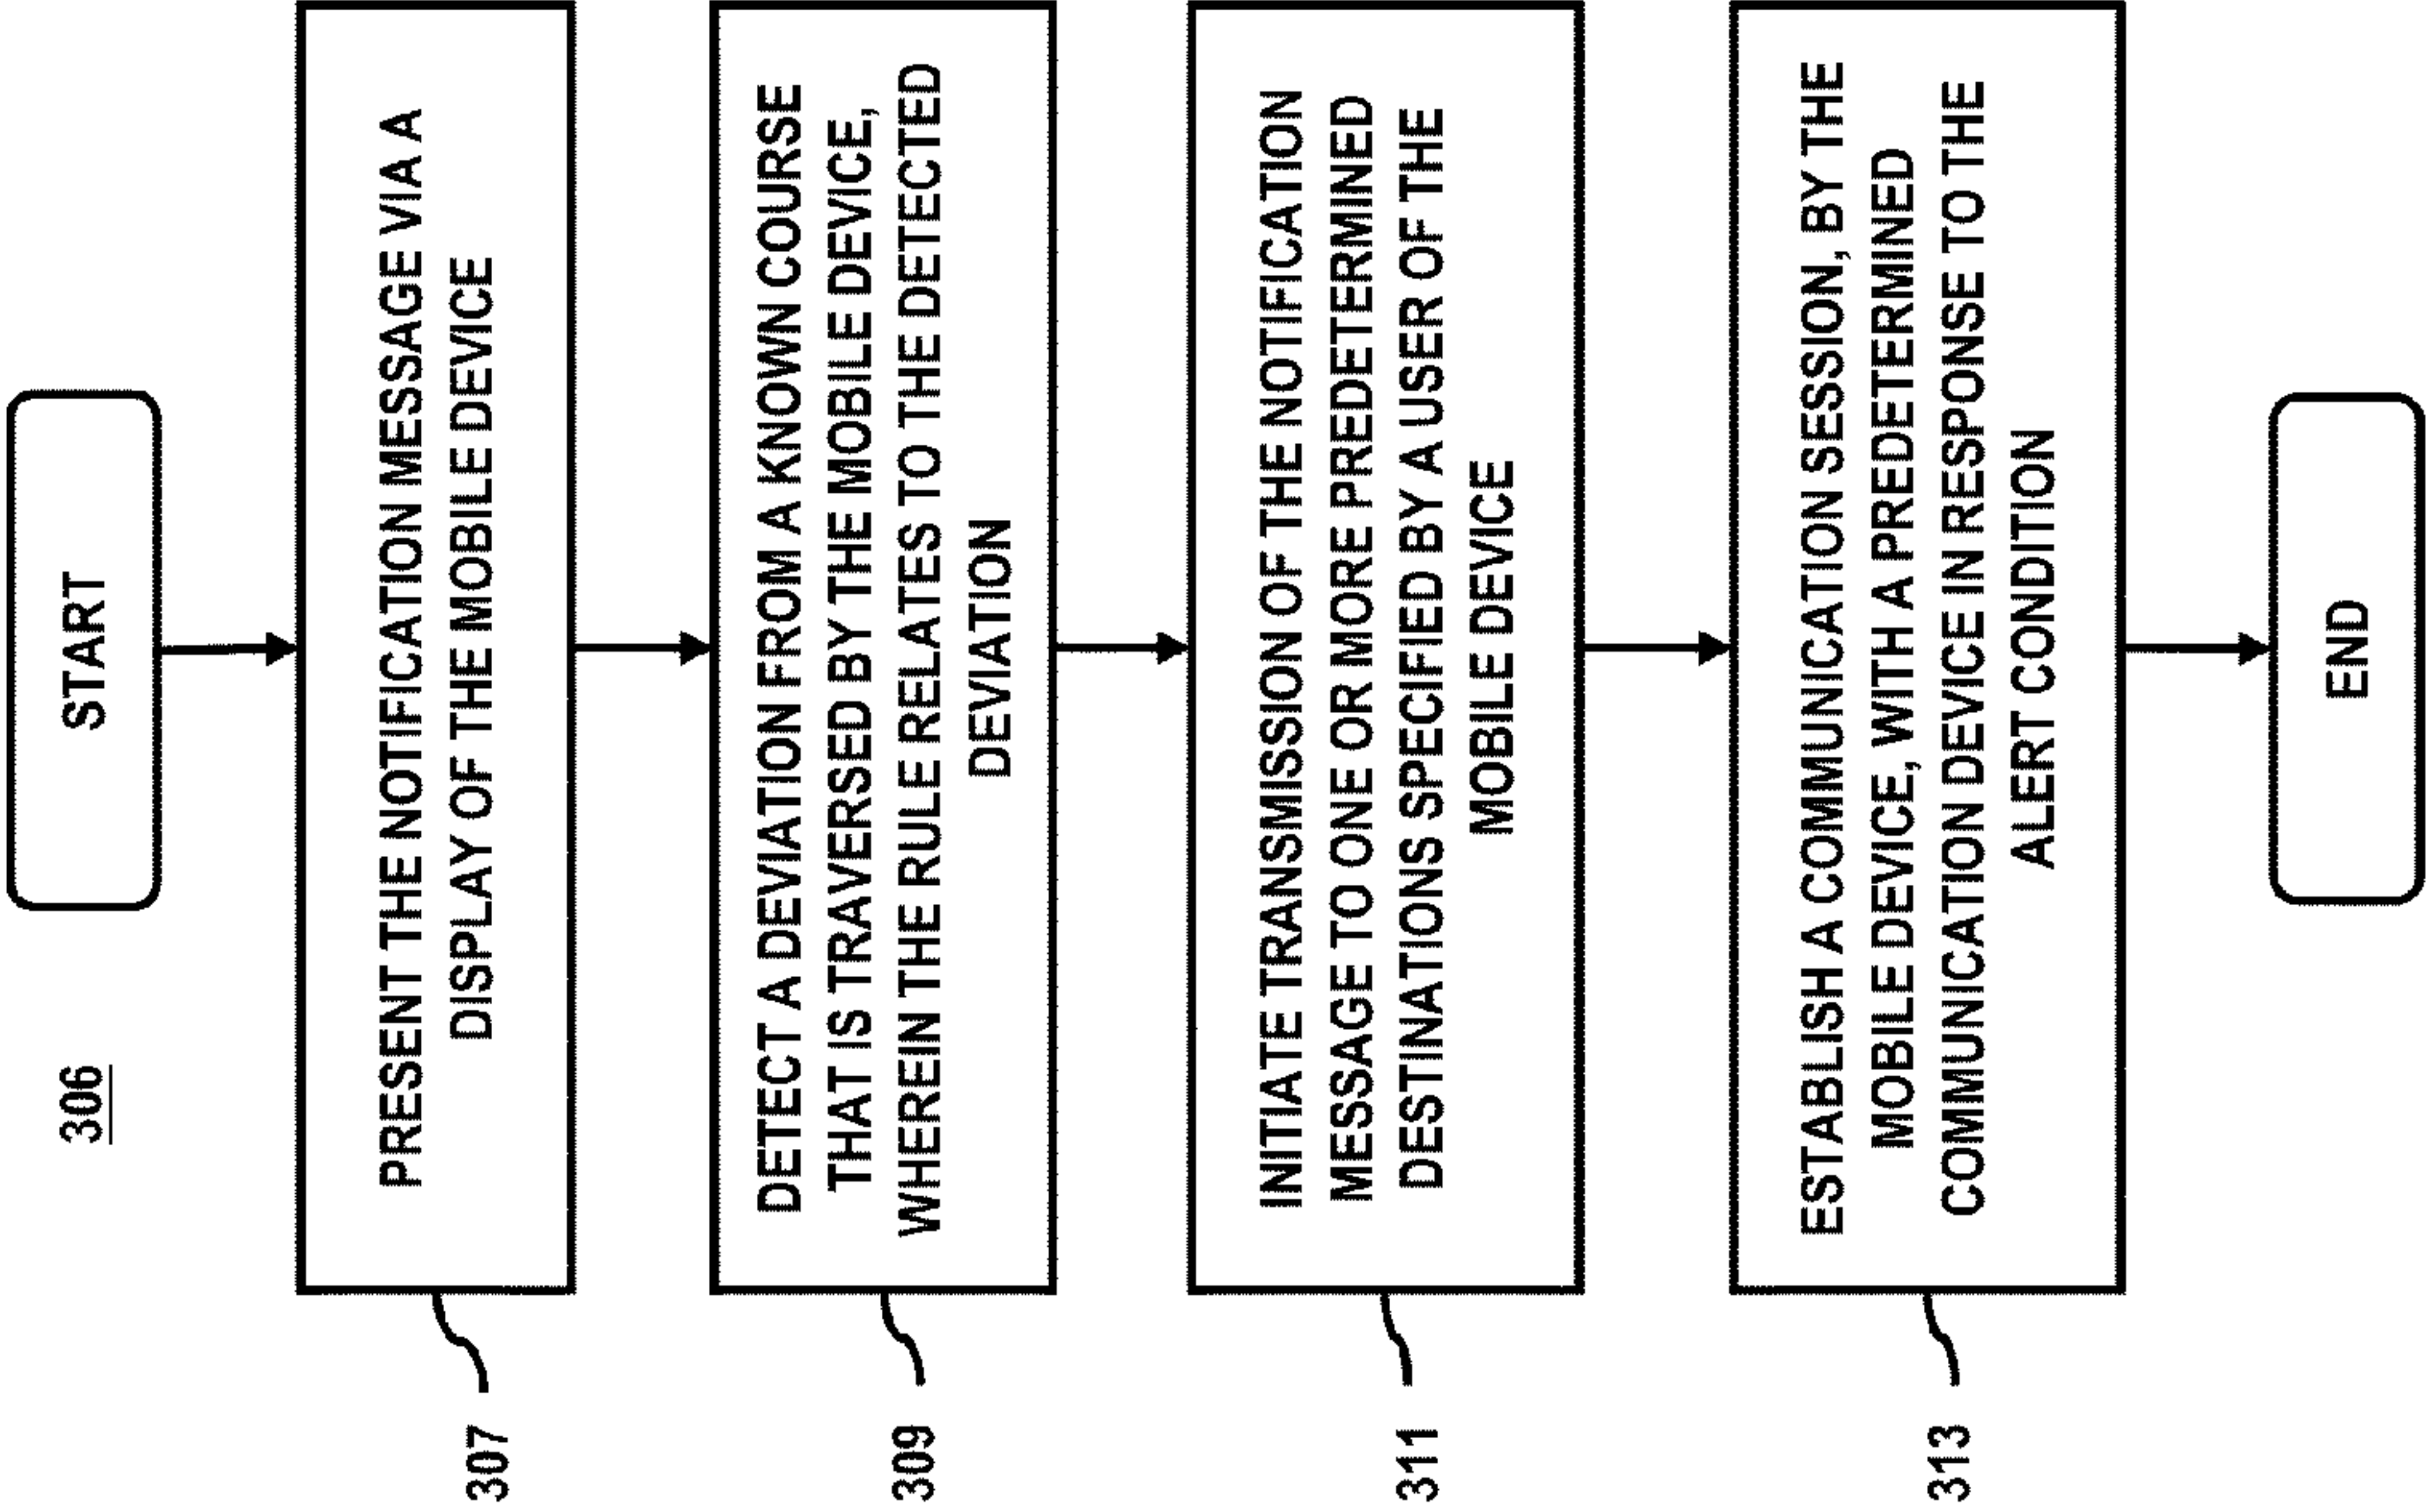 306
START
307
PRESENT THE NOTIFICATION MESSAGE VIA A
DISPLAY OF THE MOBILE DEVICE
309
DETECT A DEVIATION FROM A KNOWN COURSE
THAT IS TRAVERSED BY THE MOBILE DEVICE,
WHEREIN THE RULE RELATES TO THE DETECTED
DEVIATION
311
INITIATE TRANSMISSION OF THE NOTIFICATION
MESSAGE TO ONE OR MORE PREDETERMINED
DESTINATIONS SPECIFIED BY A USER OF THE
MOBILE DEVICE
313
ESTABLISH A COMMUNICATION SESSION, BY THE
MOBILE DEVICE, WITH A PREDETERMINED
COMMUNICATION DEVICE IN RESPONSE TO THE
ALERT CONDITION
END